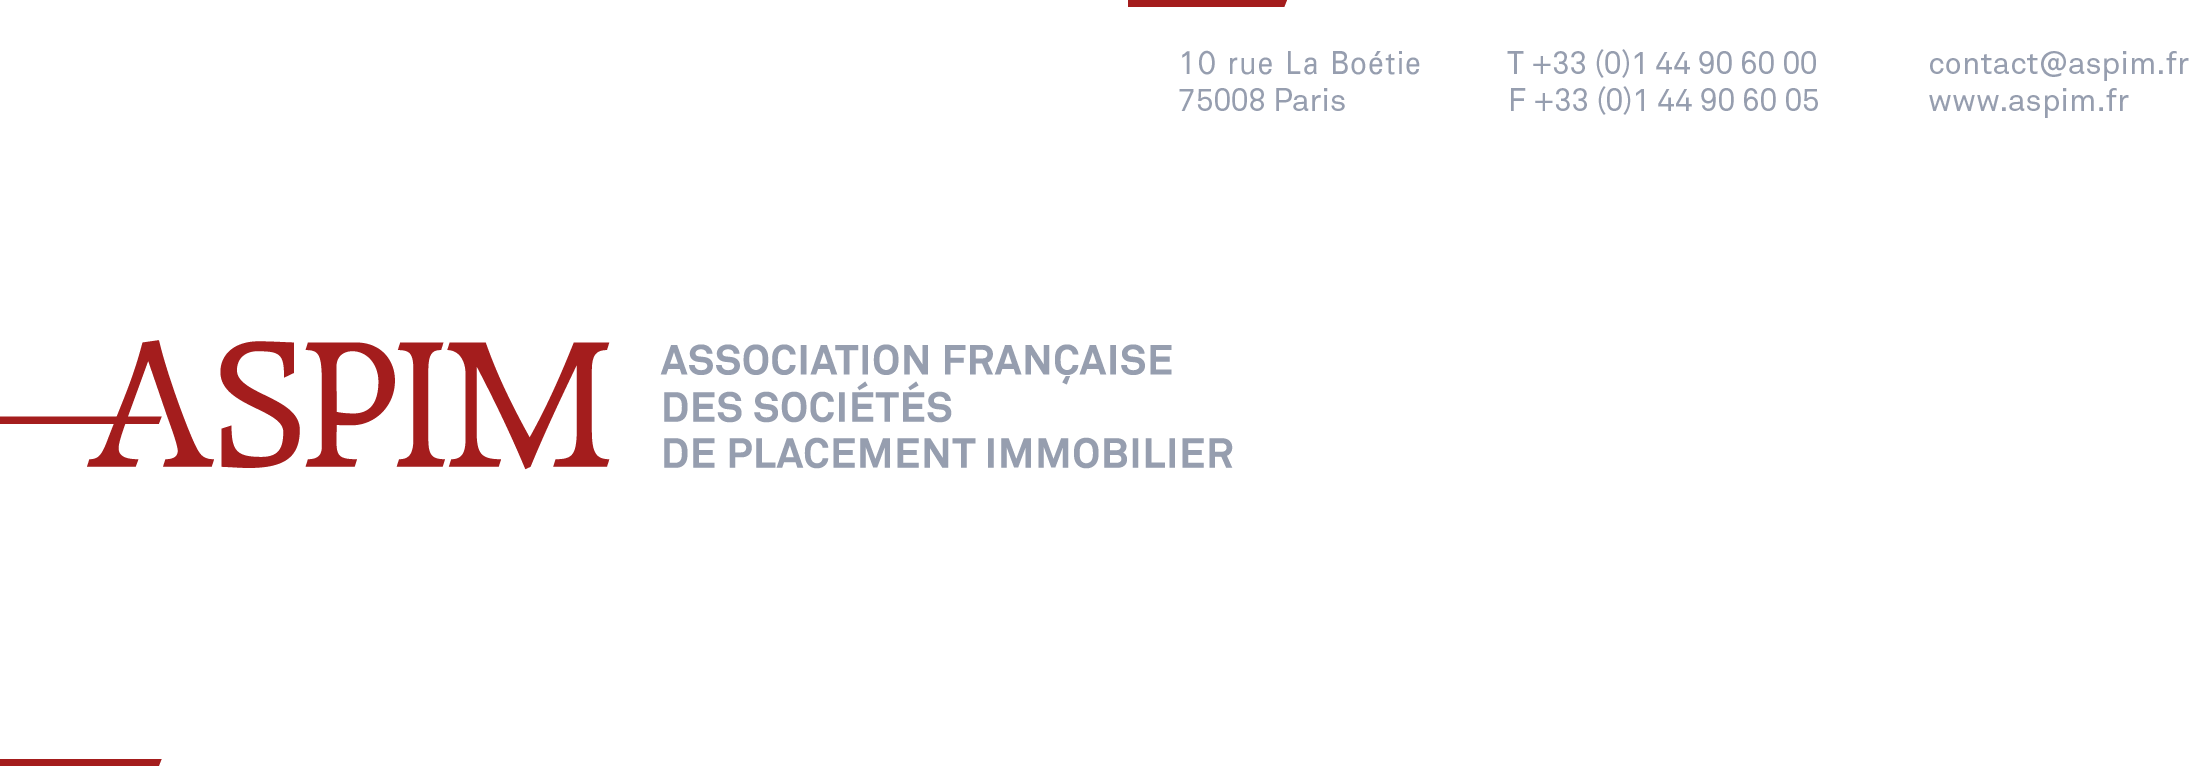 10 rue La Boétie
75008 Paris
T +33 (0)1 44 90 60 00
F +33 (0)1 44 90 60 05
contact@aspim.fr
www.aspim.fr
ASPIM
ASSOCIATION FRANÇAISE
DES SOCIÉTÉS
DE PLACEMENT IMMOBILIER